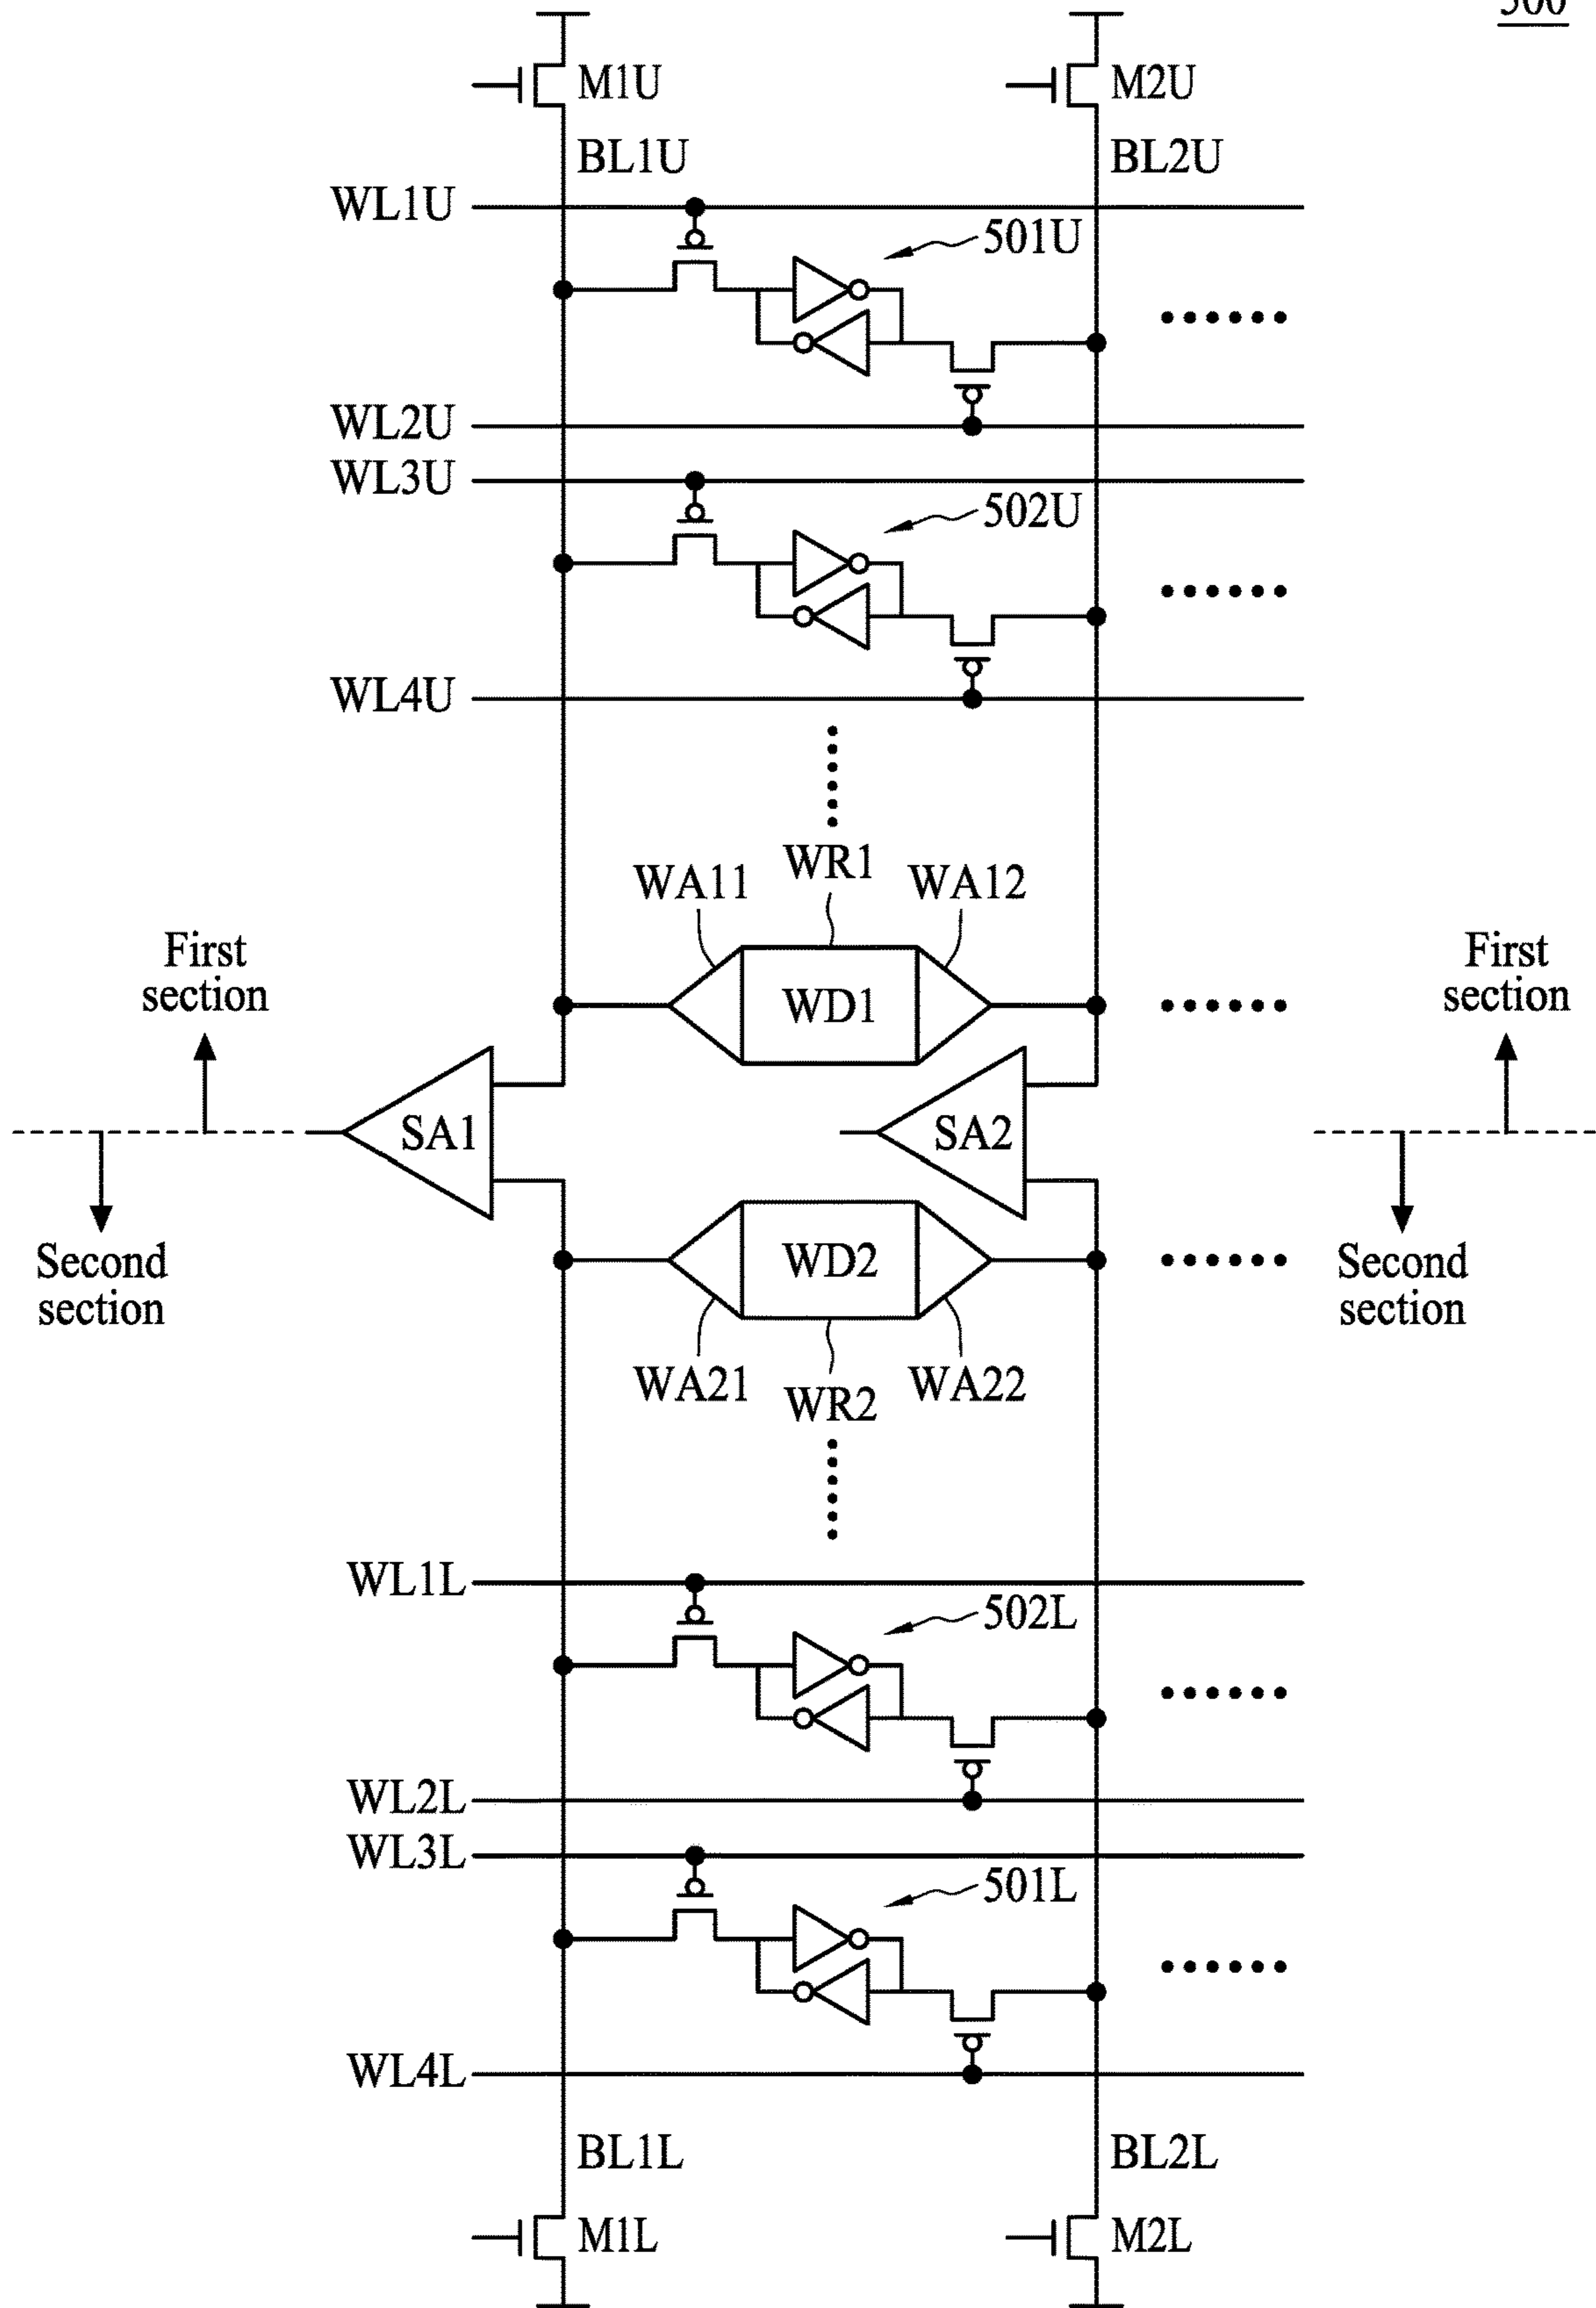 500
M1U
M2U
BL1U
BL2U
WL1U
501U
WL2U
WL3U
502U
WL4U
WR1
WA11
WA12
First
section
WD1
First
section
SA1
SA2
Second
section
WD2
Second
section
WA21
WR2
WA22
WL1L
502L
WL2L
WL3L
501L
WL4L
BL1L
BL2L
M1L
M2L